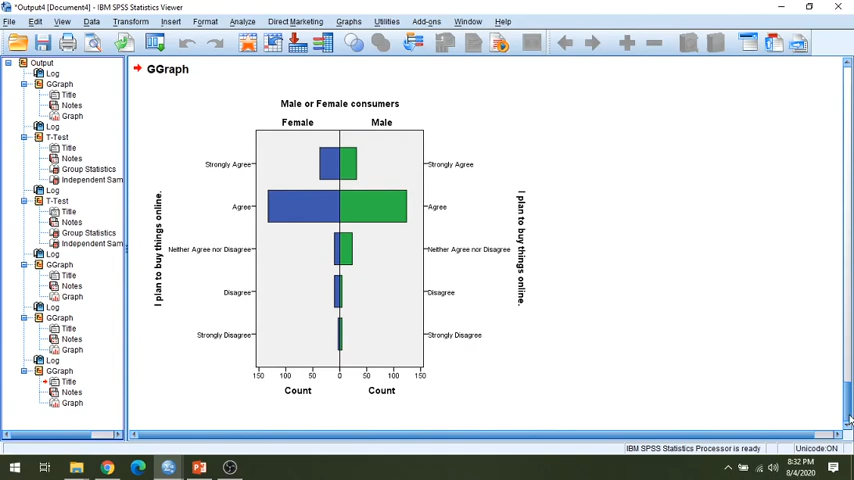 *Output4 [Document4] - IBM SPSS Statistics Viewer
File Edit View Data Transform Insert Format Analyze Direct Marketing Graphs Utilities Add-ons Window Help
Output
Log
GGraph
Title
Notes
Graph
Log
T-Test
Title
Notes
Group Statistics
Independent Sam
Log
T-Test
Title
Notes
Group Statistics
Independent Sam
Log
GGraph
Title
Notes
Graph
Log
GGraph
Title
Notes
Graph
Log
GGraph
Title
Notes
Graph
GGraph
Male or Female consumers
Female Male
Strongly Agree Strongly Agree
Agree Agree
Neither Agree nor Disagree Neither Agree nor Disagree
Disagree Disagree
Strongly Disagree Strongly Disagree
I plan to buy things online.
I plan to buy things online.
150 100 50 0 50 100 150
Count Count
IBM SPSS Statistics Processor is ready Unicode:ON
8:32 PM
8/4/2020